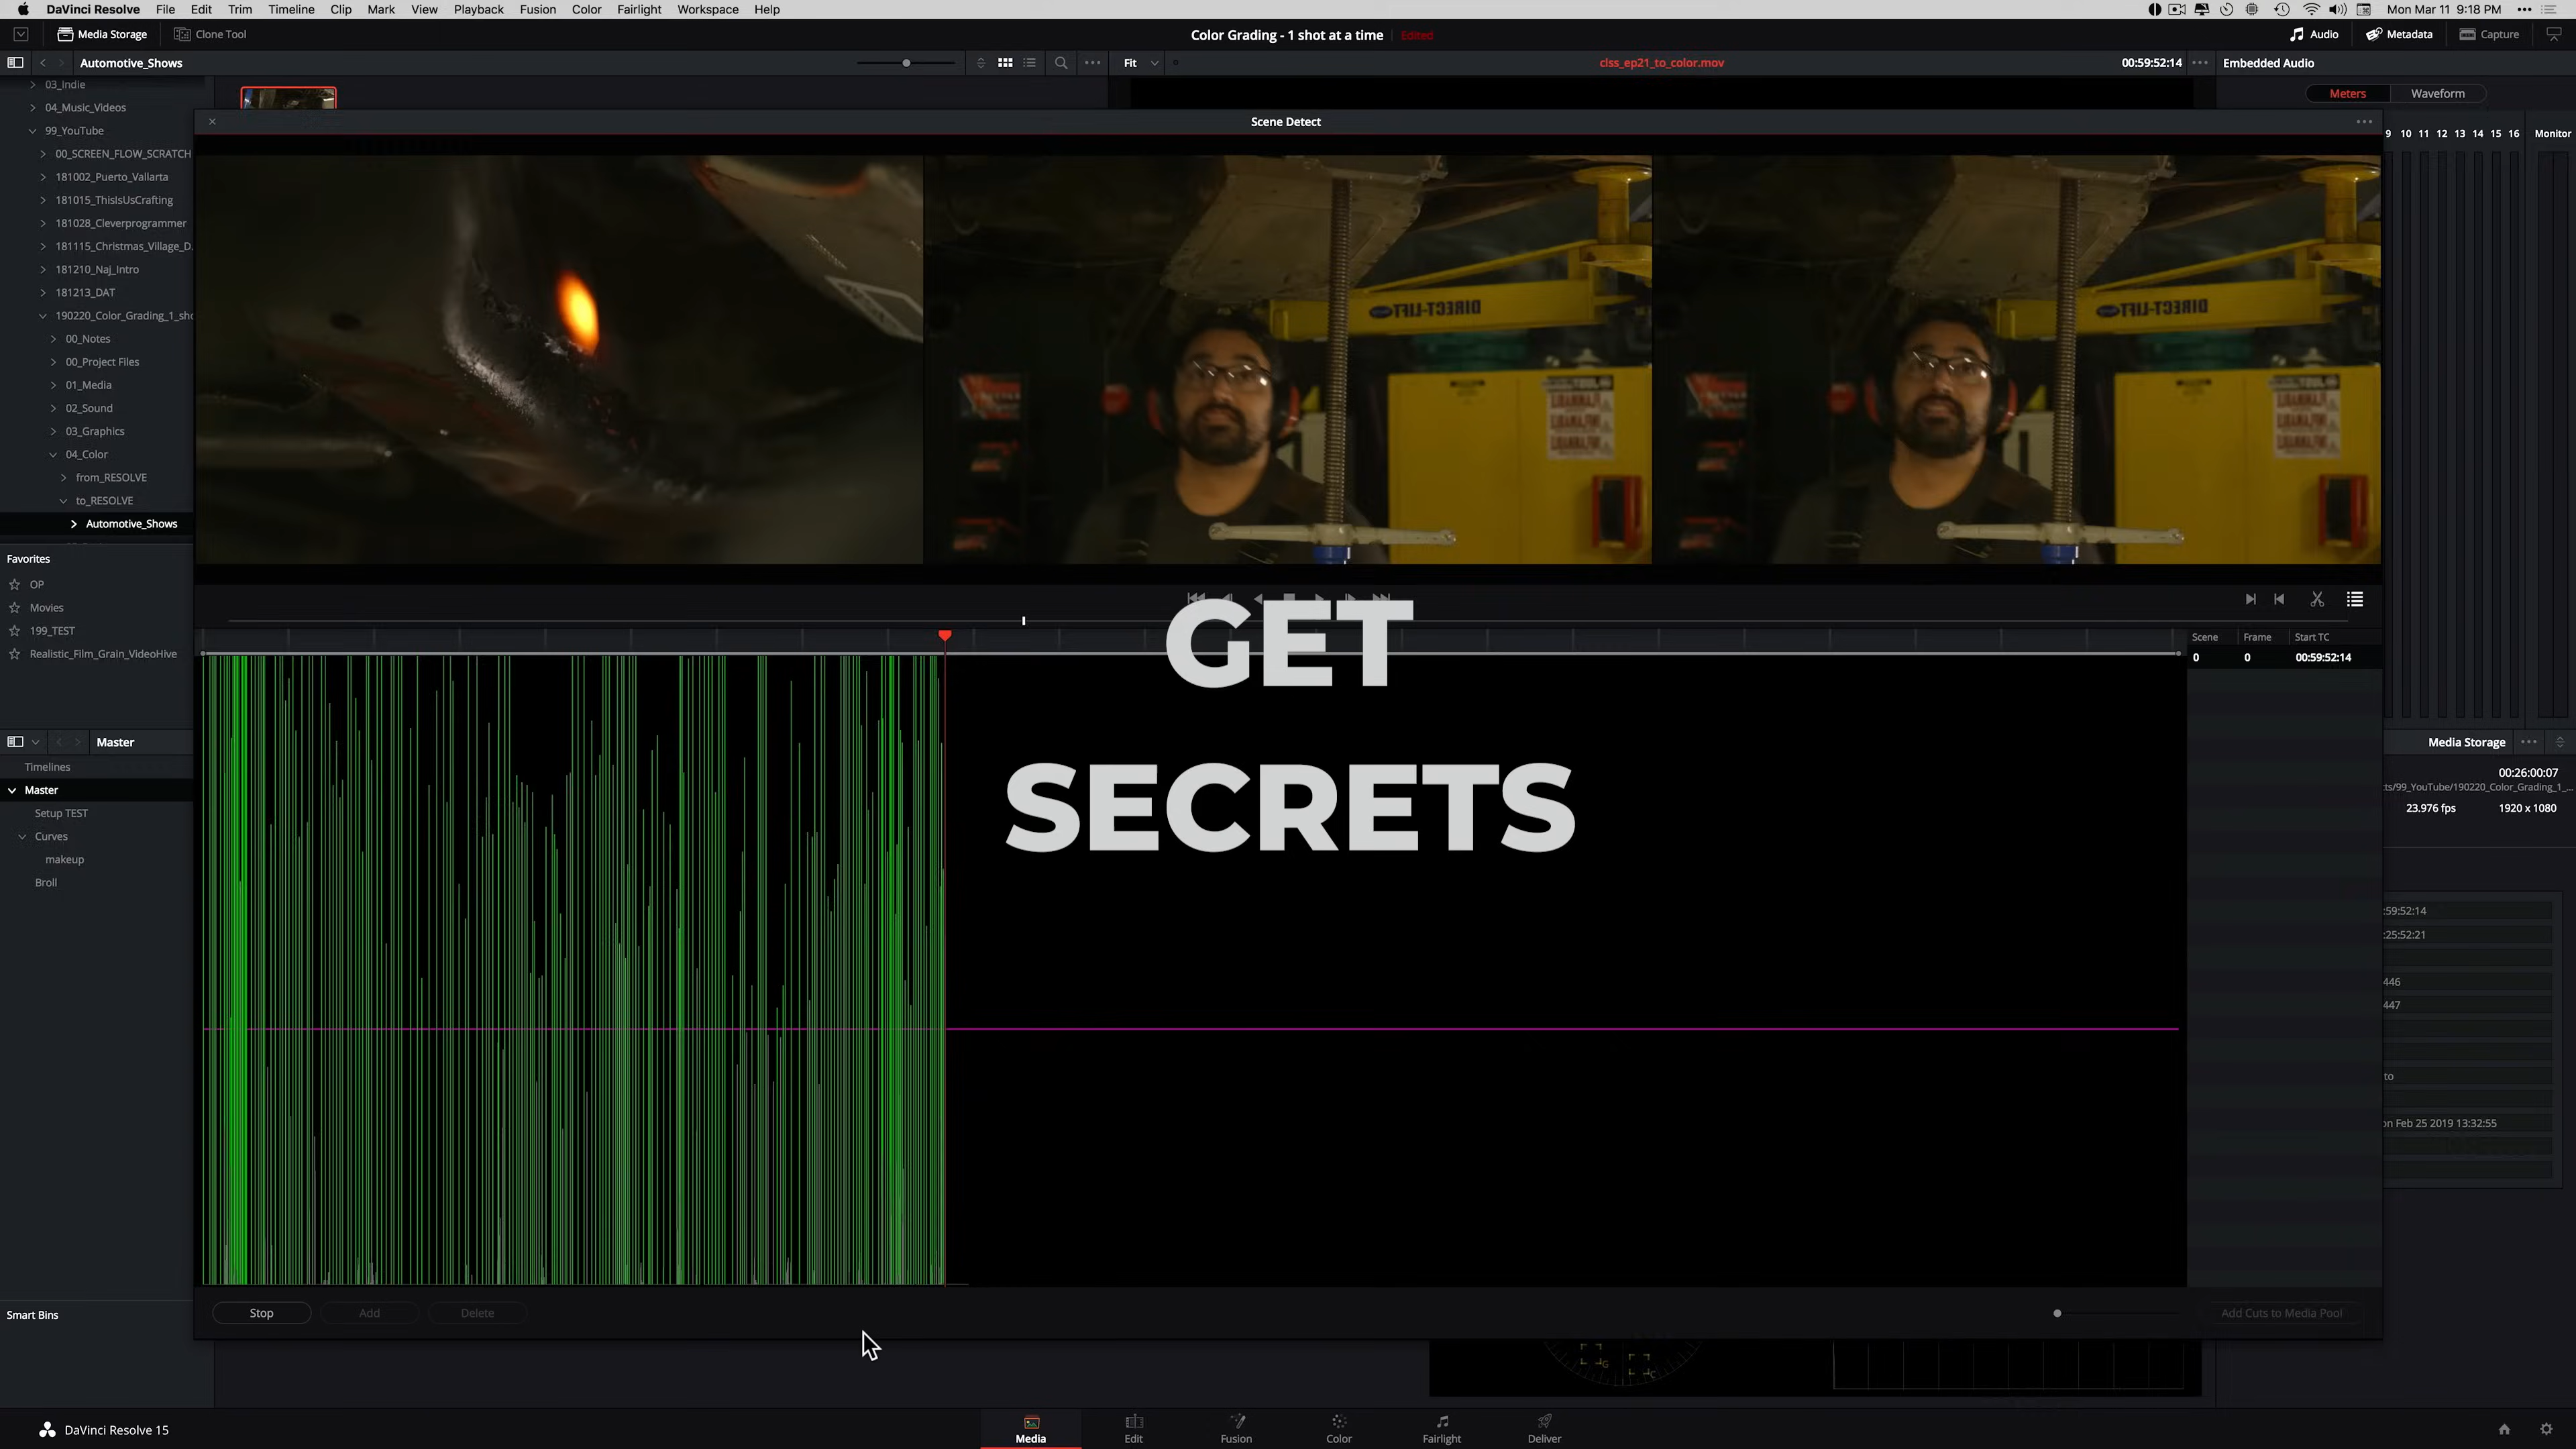 DaVinci Resolve File Edit Trim Timeline Clip Mark View Playback Fusion Color Fairlight Workspace Help Mon Mar 11 9:18 PM
Media Storage Clone Tool Color Grading - 1 shot at a time Edited Audio Metadata Capture
Automotive_Shows Fit clss_ep21_to_color.mov 00:59:52:14 Embedded Audio
Meters Waveform
9 10 11 12 13 14 15 16 Monitor
03_Indie
04_Music_Videos
99_YouTube
00_SCREEN_FLOW_SCRATCH
181002_Puerto_Vallarta
181015_ThisIsUsCrafting
181028_Cleverprogrammer
181115_Christmas_Village_D..
181210_Naj_Intro
181213_DAT
190220_Color_Grading_1_sho
00_Notes
00_Project Files
01_Media
02_Sound
03_Graphics
04_Color
from_RESOLVE
to_RESOLVE
Automotive_Shows
Favorites
OP
Movies
199_TEST
Realistic_Film_Grain_VideoHive
Master
Timelines
Master
Setup TEST
Curves
makeup
Broll
Smart Bins
Scene Detect
DIRECT-LIFT
DIRECT-LIFT
GET
SECRETS
Scene Frame Start TC
0 0 00:59:52:14
Stop Add Delete Add Cuts to Media Pool
Media Storage
00:26:00:07
ts/99_YouTube/190220_Color_Grading_1_...
23.976 fps 1920 x 1080
:59:52:14
:25:52:21
446
447
to
on Feb 25 2019 13:32:55
G
C
DaVinci Resolve 15 Media Edit Fusion Color Fairlight Deliver